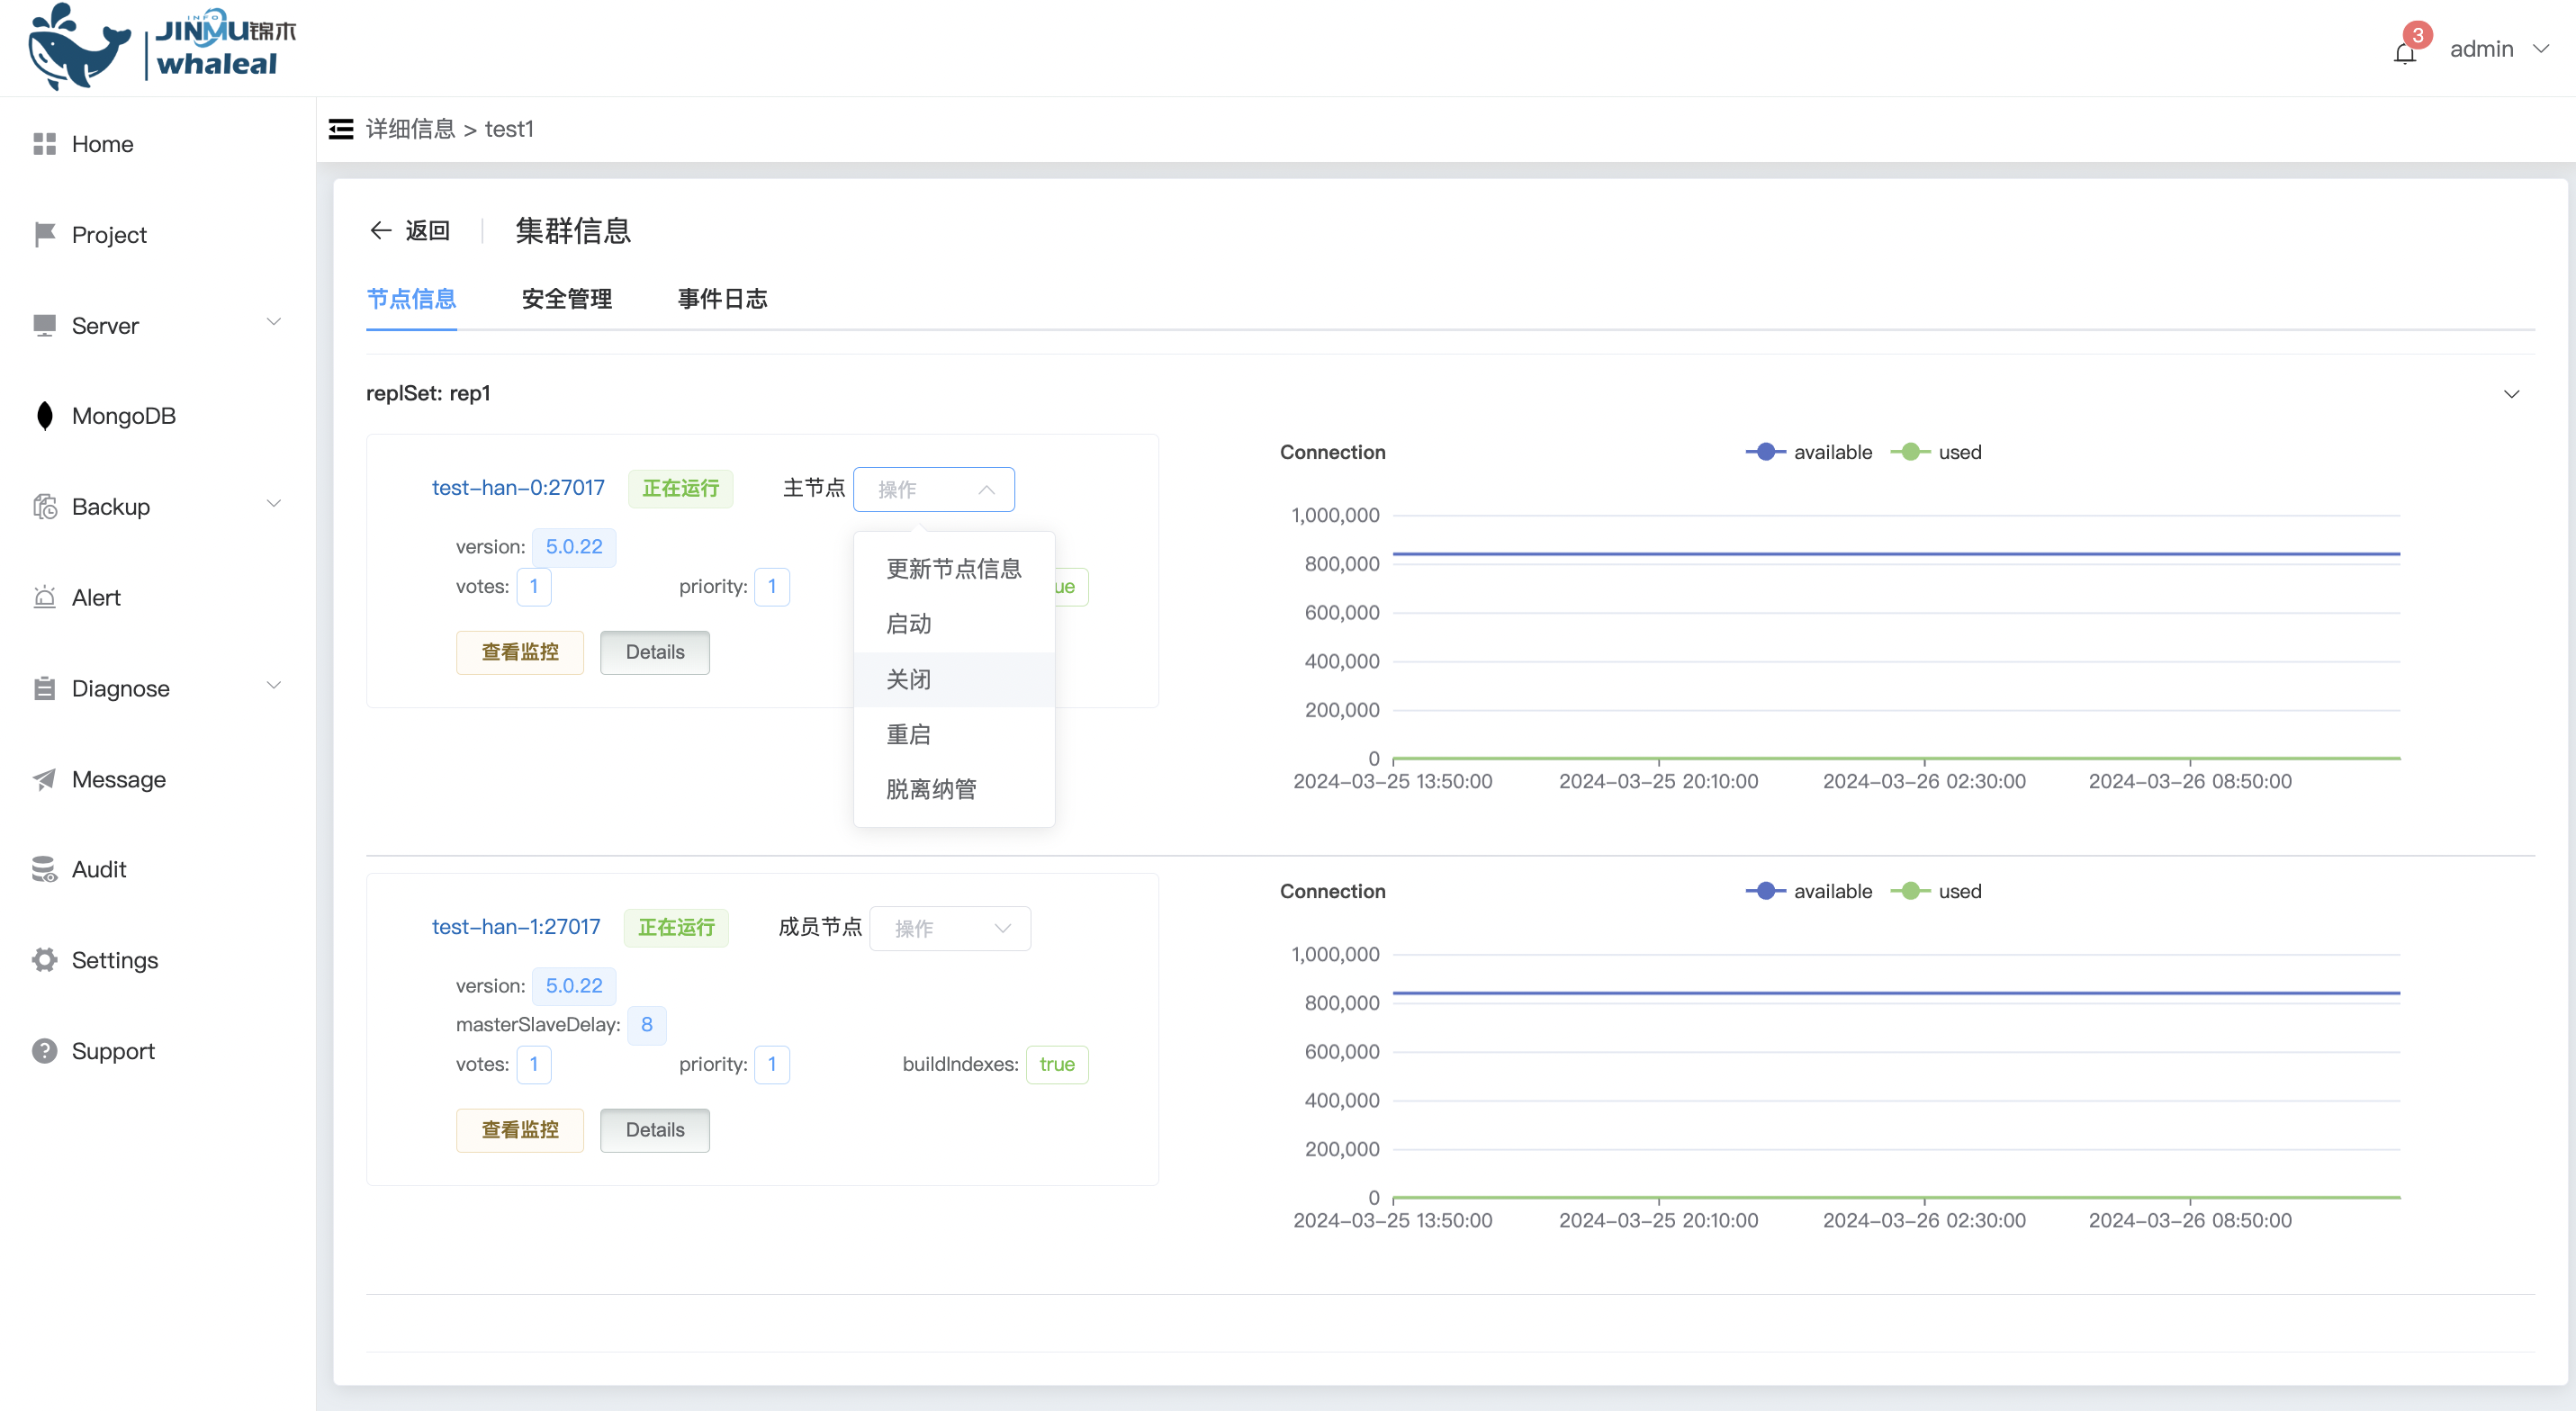 INFO
JINMU锦木
whaleal
3
admin
Home
Project
Server
MongoDB
Backup
Alert
Diagnose
Message
Audit
Settings
Support
详细信息 > test1
返回
集群信息
节点信息 安全管理 事件日志
replSet: rep1
test-han-0:27017 正在运行 主节点 操作
version: 5.0.22
votes: 1 priority: 1 ue
查看监控 Details
更新节点信息
启动
关闭
重启
脱离纳管
Connection available used
1,000,000
800,000
600,000
400,000
200,000
0
2024-03-25 13:50:00 2024-03-25 20:10:00 2024-03-26 02:30:00 2024-03-26 08:50:00
test-han-1:27017 正在运行 成员节点 操作
version: 5.0.22
masterSlaveDelay: 8
votes: 1 priority: 1 buildIndexes: true
查看监控 Details
Connection available used
1,000,000
800,000
600,000
400,000
200,000
0
2024-03-25 13:50:00 2024-03-25 20:10:00 2024-03-26 02:30:00 2024-03-26 08:50:00